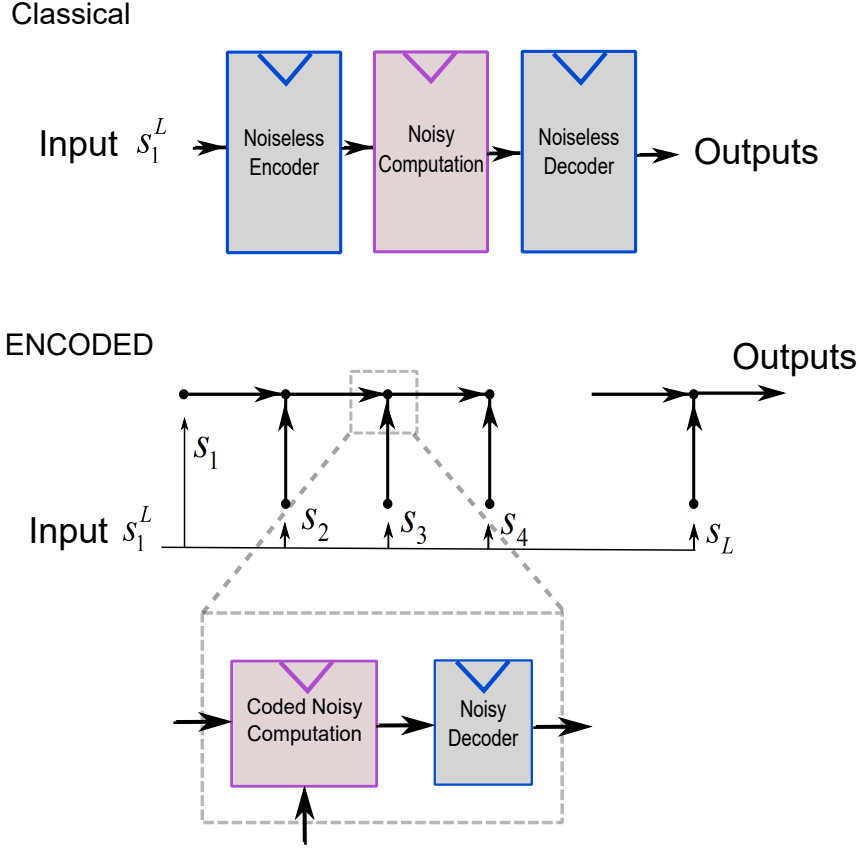 Classical
Input s_1^L
Noiseless
Encoder
Noisy
Computation
Noiseless
Decoder
Outputs
ENCODED
Outputs
s_1
Input s_1^L
s_2
s_3
s_4
s_L
Coded Noisy
Computation
Noisy
Decoder